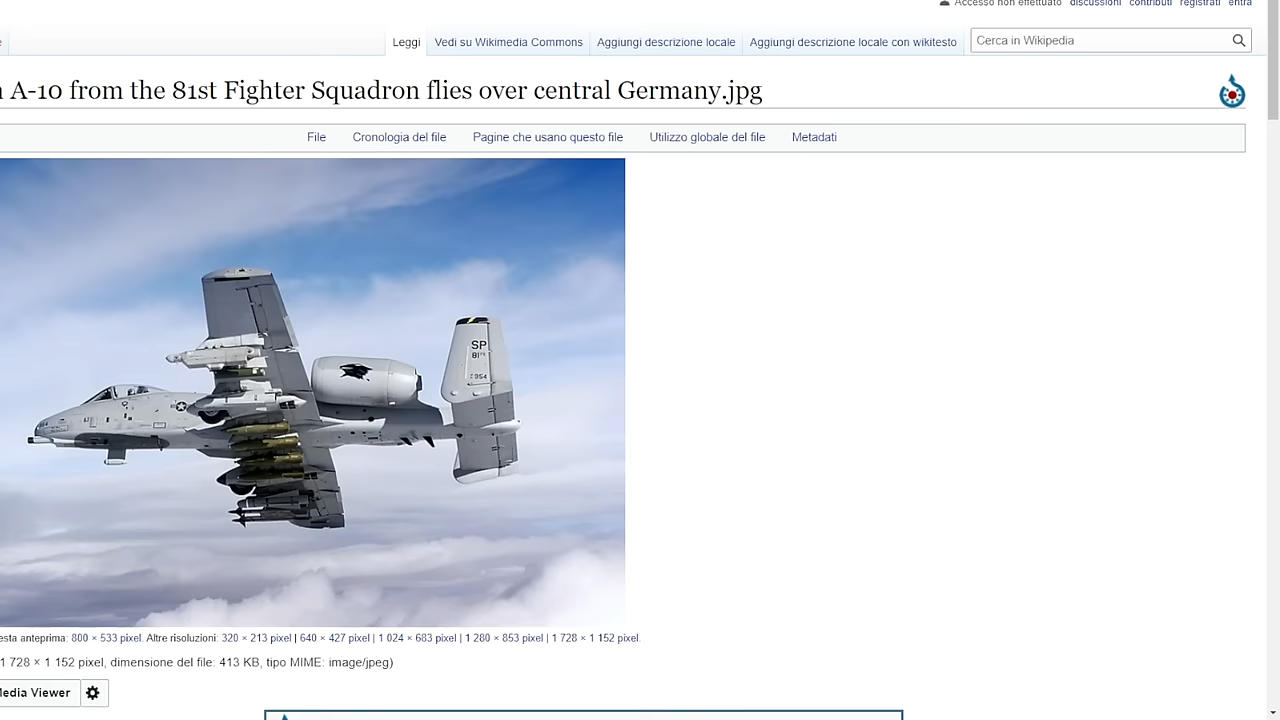 Accesso non effettuato discussioni contributi registrati entra
Leggi Vedi su Wikimedia Commons Aggiungi descrizione locale Aggiungi descrizione locale con wikitesto Cerca in Wikipedia
A-10 from the 81st Fighter Squadron flies over central Germany.jpg
File Cronologia del file Pagine che usano questo file Utilizzo globale del file Metadati
SP
81
954
anteprima: 800 × 533 pixel. Altre risoluzioni: 320 × 213 pixel | 640 × 427 pixel | 1 024 × 683 pixel | 1 280 × 853 pixel | 1 728 × 1 152 pixel.
1 728 × 1 152 pixel, dimensione del file: 413 KB, tipo MIME: image/jpeg)
Media Viewer